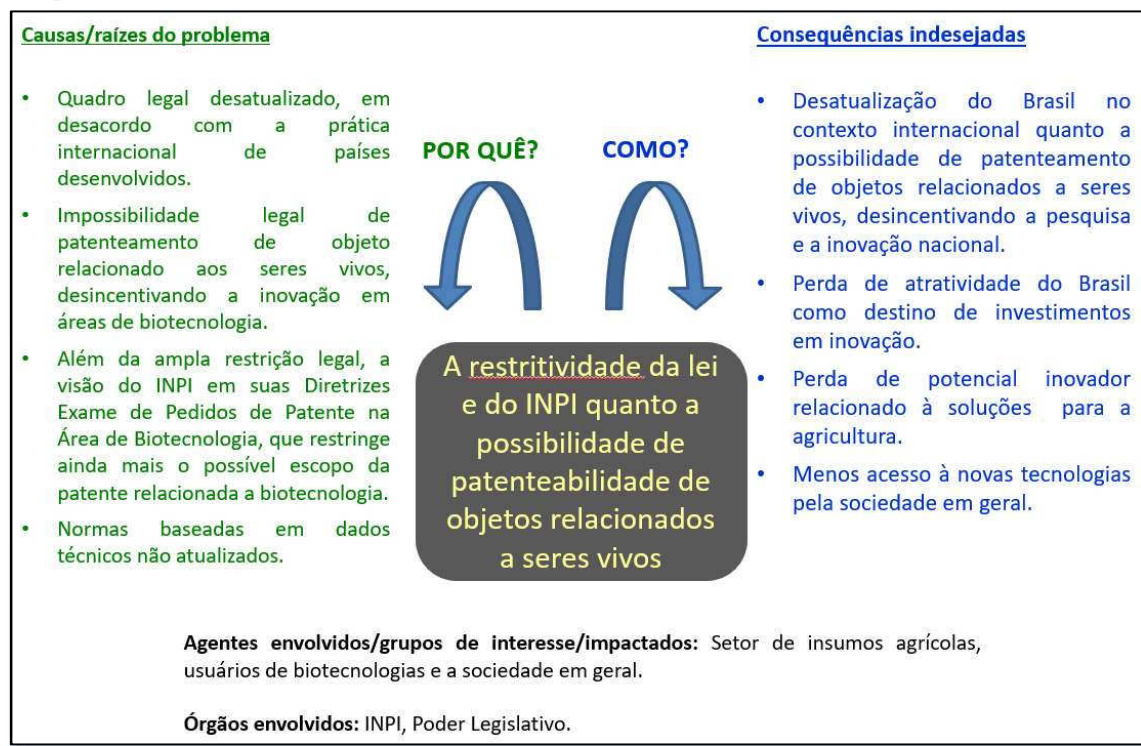 Causas/raízes do problema
• Quadro legal desatualizado, em
desacordo com a prática
internacional de países
desenvolvidos.
• Impossibilidade legal de
patenteamento de objeto
relacionado aos seres vivos,
desincentivando a inovação em
áreas de biotecnologia.
• Além da ampla restrição legal, a
visão do INPI em suas Diretrizes
Exame de Pedidos de Patente na
Área de Biotecnologia, que restringe
ainda mais o possível escopo da
patente relacionada a biotecnologia.
• Normas baseadas em dados
técnicos não atualizados.
POR QUÊ?
COMO?
A restritividade da lei
e do INPI quanto a
possibilidade de
patenteabilidade de
objetos relacionados
a seres vivos
Consequências indesejadas
• Desatualização do Brasil no
contexto internacional quanto a
possibilidade de patenteamento
de objetos relacionados a seres
vivos, desincentivando a pesquisa
e a inovação nacional.
• Perda de atratividade do Brasil
como destino de investimentos
em inovação.
• Perda de potencial inovador
relacionado à soluções para a
agricultura.
• Menos acesso à novas tecnologias
pela sociedade em geral.
Agentes envolvidos/grupos de interesse/impactados: Setor de insumos agrícolas,
usuários de biotecnologias e a sociedade em geral.
Órgãos envolvidos: INPI, Poder Legislativo.